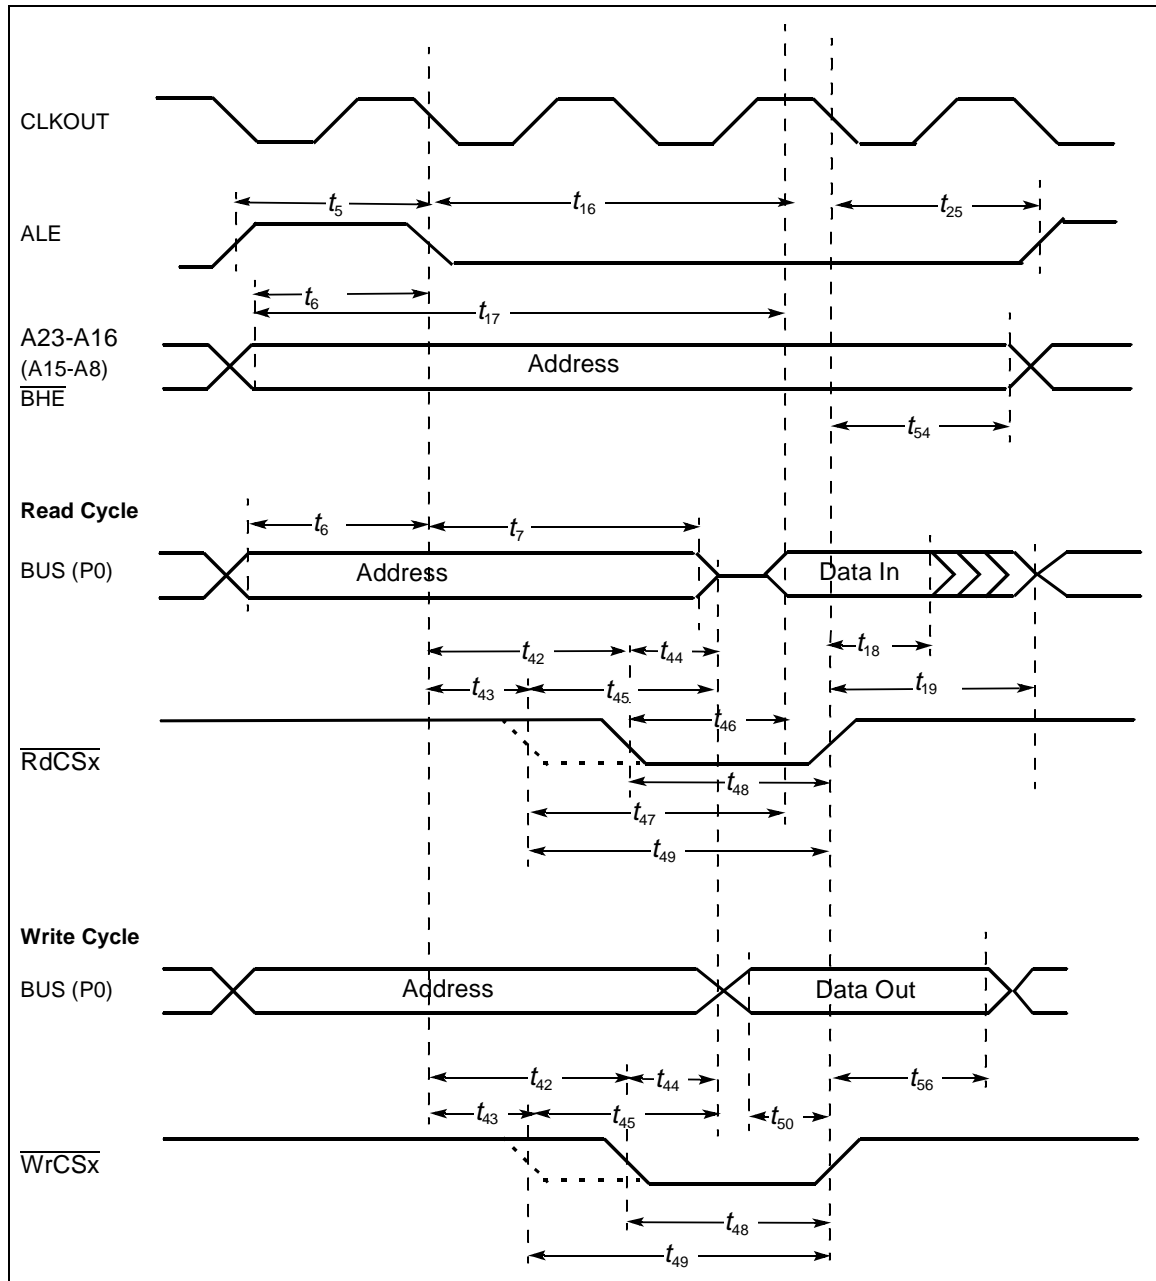 CLKOUT
t5
t16
t25
ALE
t6
t17
A23-A16
(A15-A8)
BHE
Address
t54
Read Cycle
t6
t7
BUS (P0)
Address
Data In
t42
t44
t18
t43
t45
t19
t46
RdCSx
t48
t47
t49
Write Cycle
BUS (P0)
Address
Data Out
t42
t44
t56
t43
t45
t50
WrCSx
t48
t49